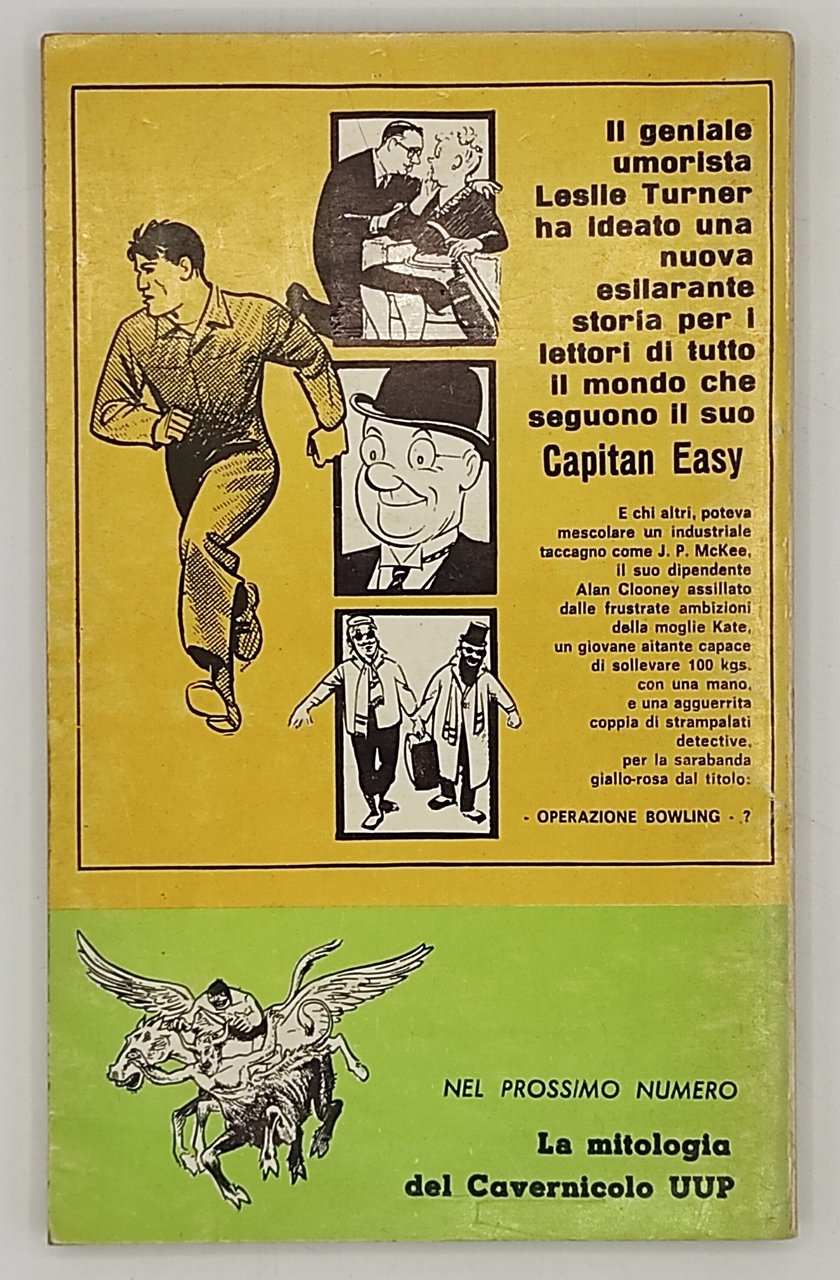 Il geniale
umorista
Leslie Turner
ha ideato una
nuova
esilarante
storia per i
lettori di tutto
il mondo che
seguono il suo
Capitan Easy
E chi altri, poteva
mescolare un industriale
taccagno come J. P. McKee,
il suo dipendente
Alan Clooney assillato
dalle frustrate ambizioni
della moglie Kate,
un giovane aitante capace
di sollevare 100 kgs.
con una mano,
e una agguerrita
coppia di strampalati
detective,
per la sarabanda
giallo-rosa dal titolo:
- OPERAZIONE BOWLING - ?
NEL PROSSIMO NUMERO
La mitologia
del Cavernicolo UUP